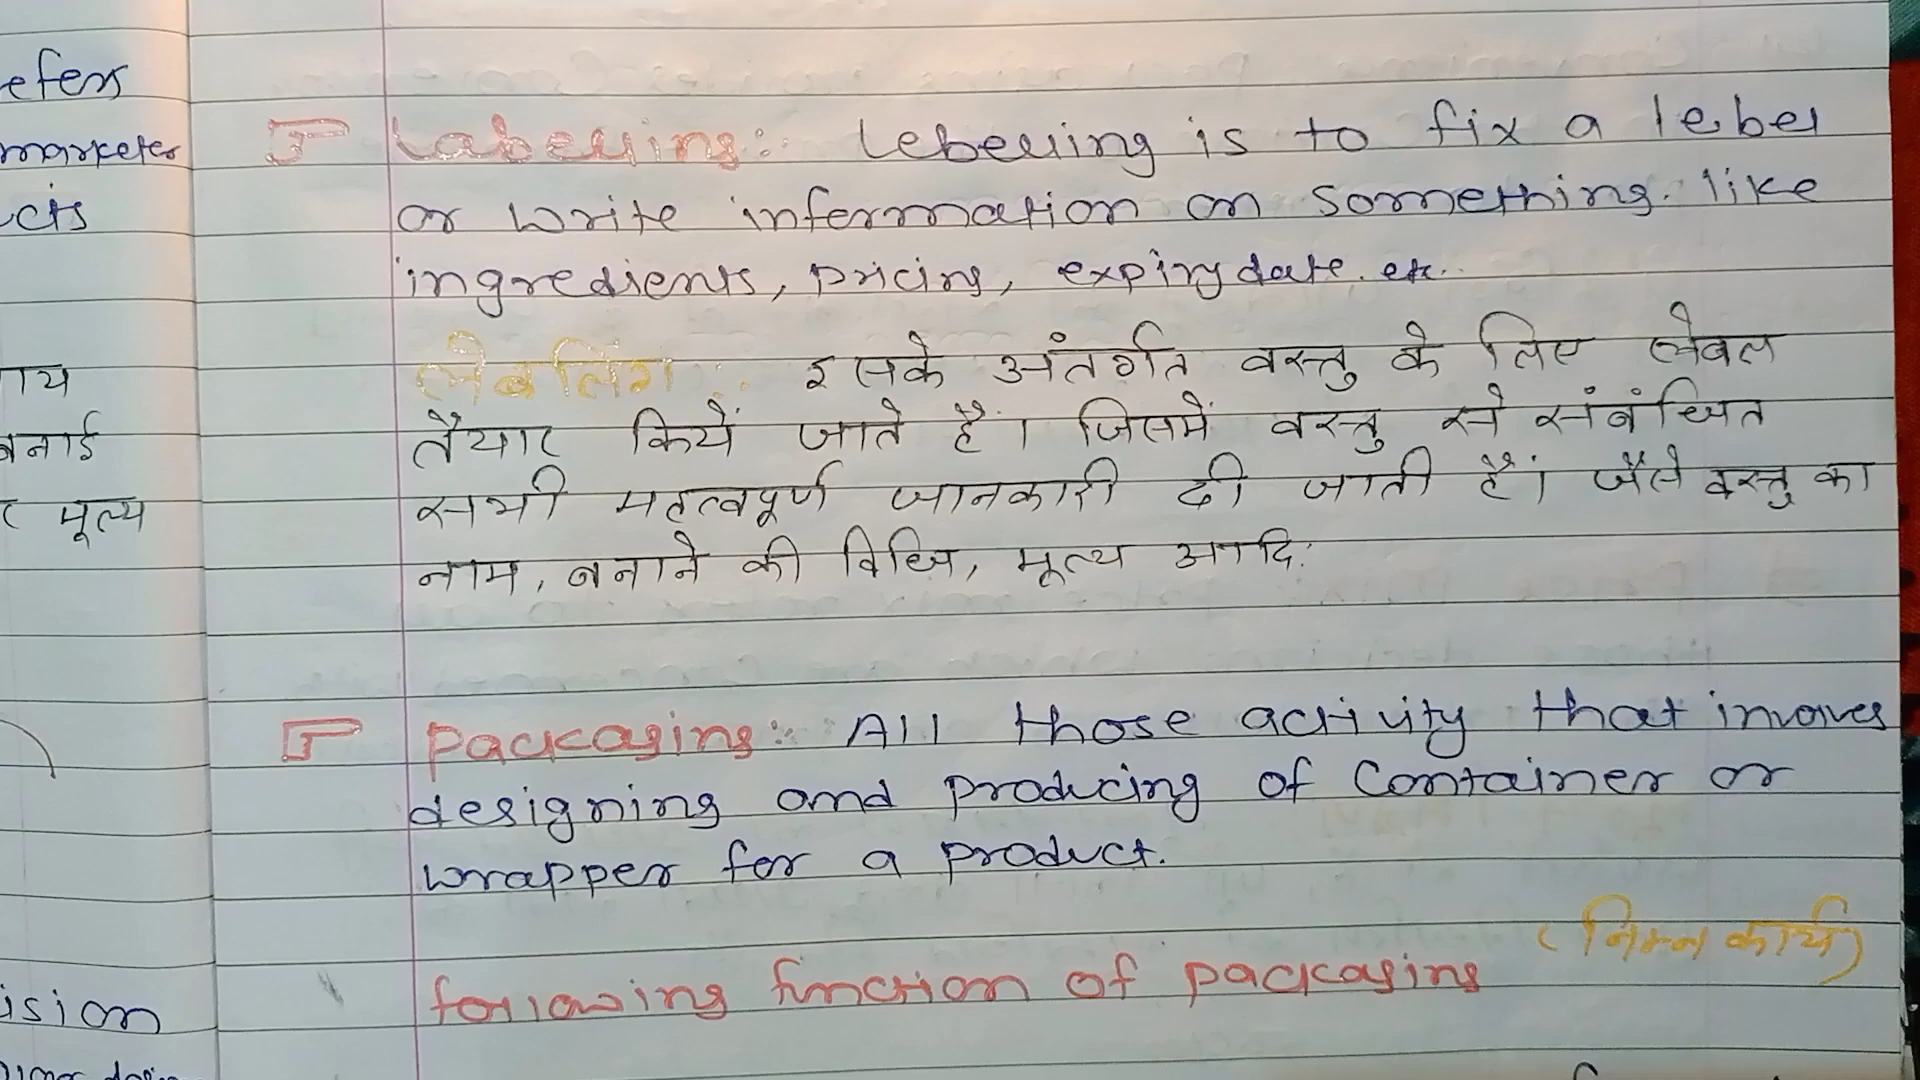 efers
marketer
cts
ाय
बनाई
र मूल्य
ision
Labelling:- lebelling is to fix a lebel
or write information on something. like
ingredients, pricing, expiry date. etc..
लेबलिंग :- इसके अंतर्गत वस्तु के लिए लेबल
तैयार किये जाते हैं। जिसमें वस्तु से संबंधित
सभी महत्वपूर्ण जानकारी दी जाती हैं। जैसे वस्तु का
नाम, बनाने की विधि, मूल्य आदि.
Packaging:- All those activity that involves
designing and producing of Container or
wrapper for a product.
(निम्न कार्य)
following function of packaging